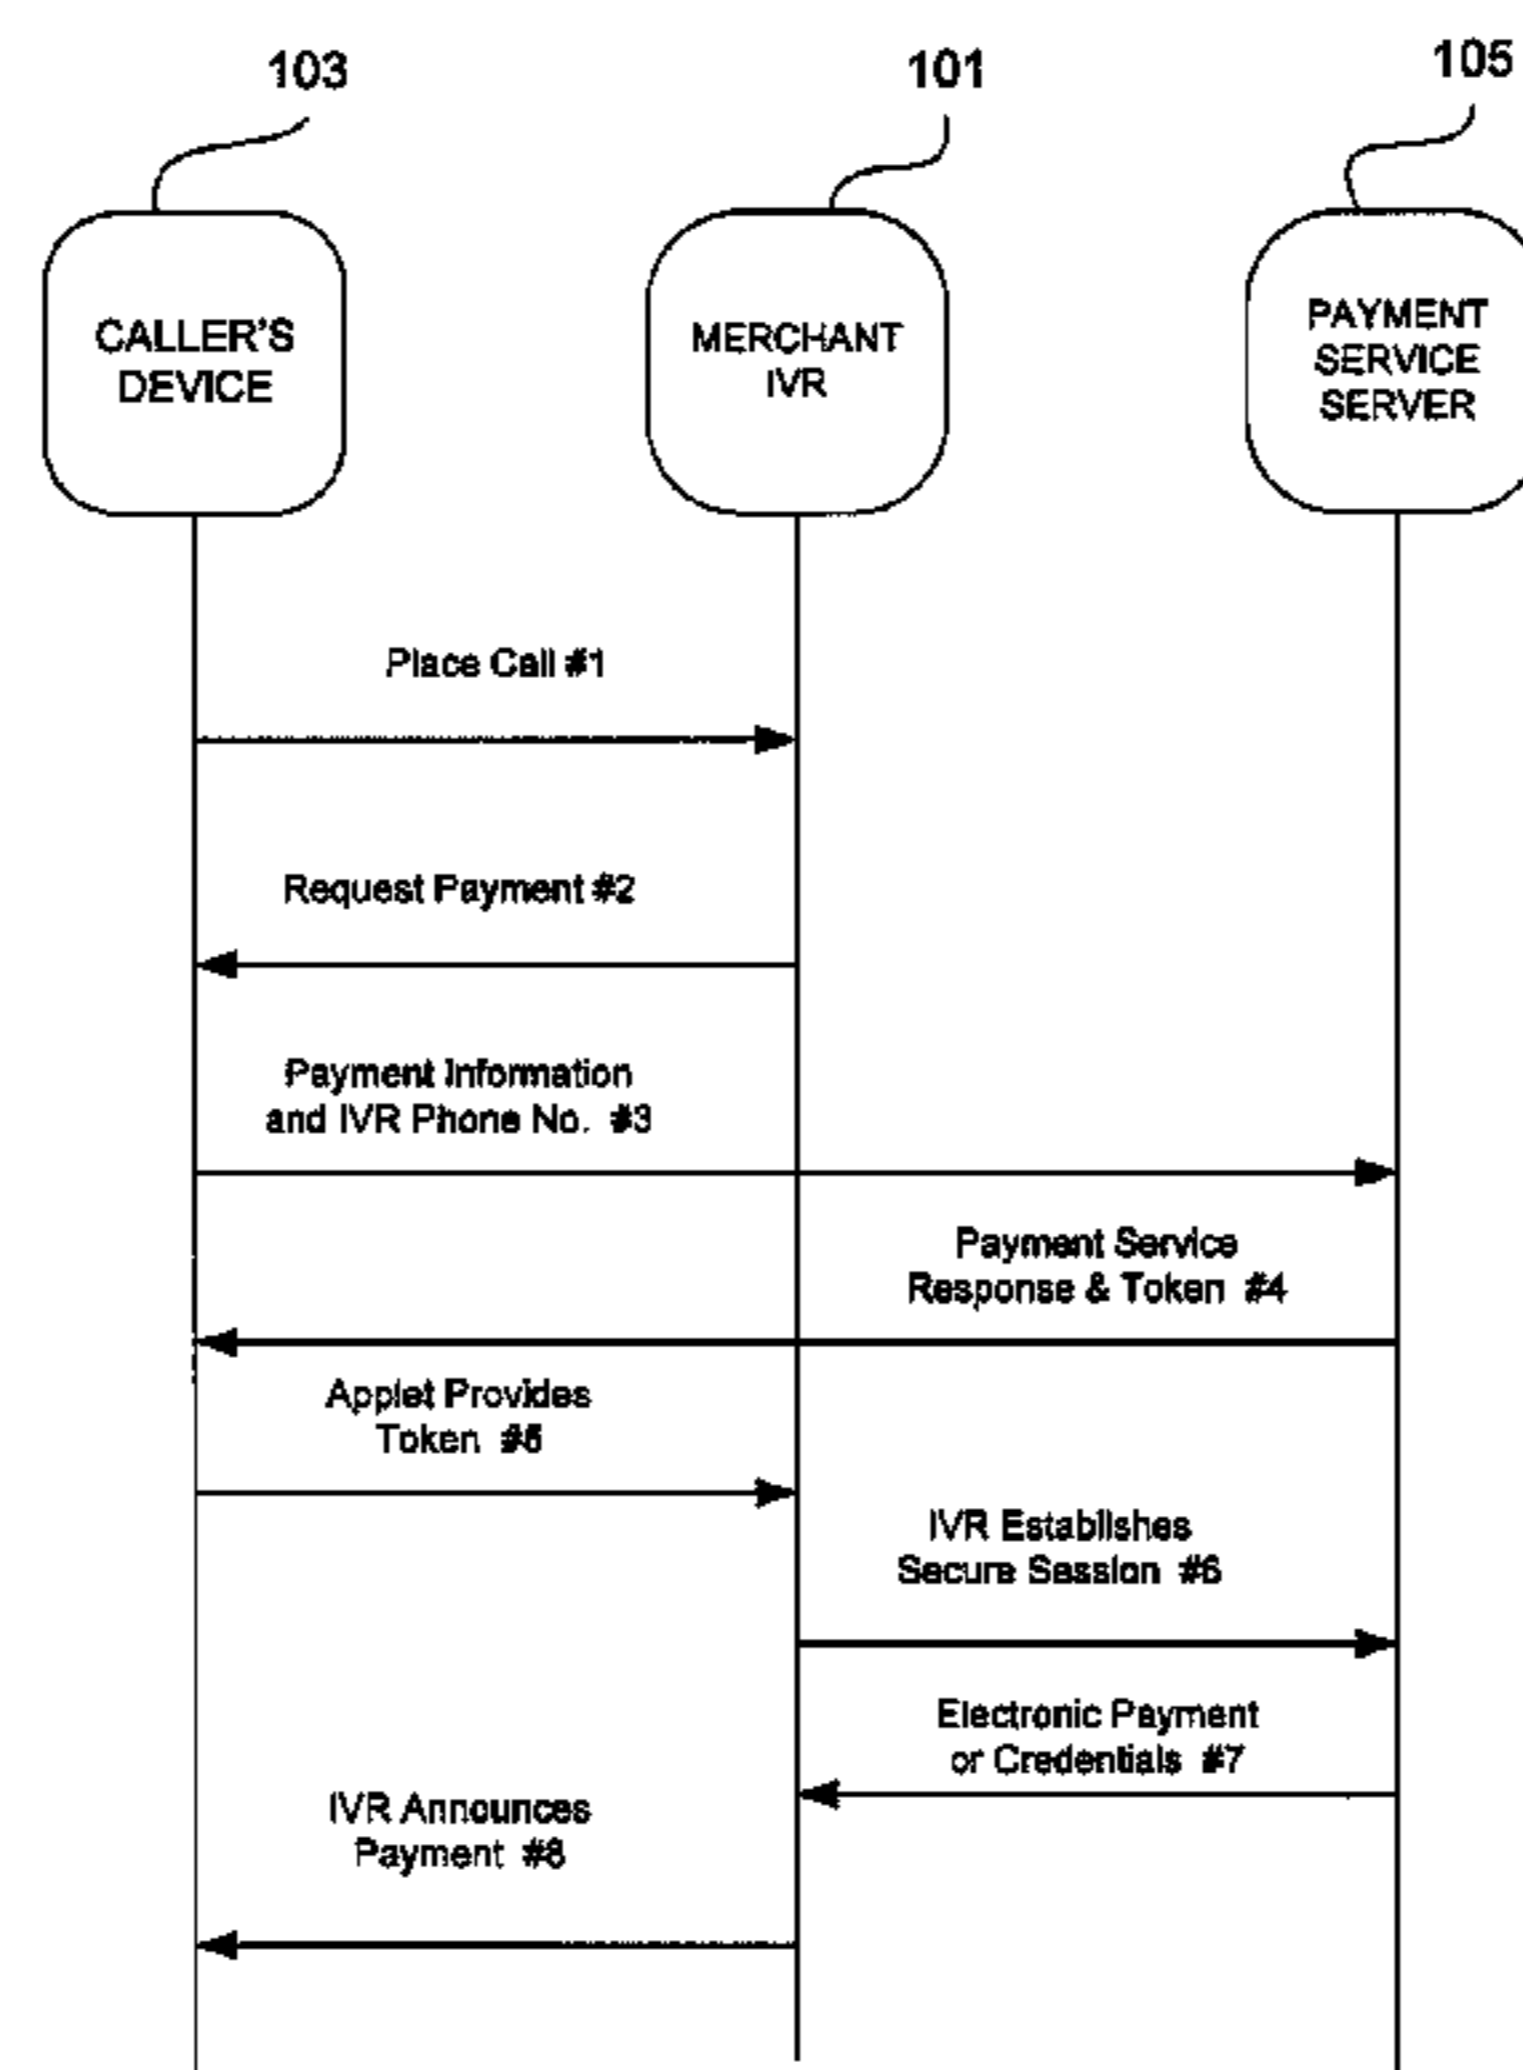 103
101
105
CALLER'S
DEVICE
MERCHANT
IVR
PAYMENT
SERVICE
SERVER
Place Call #1
Request Payment #2
Payment Information
and IVR Phone No. #3
Payment Service
Response & Token #4
Applet Provides
Token #5
IVR Establishes
Secure Session #6
Electronic Payment
or Credentials #7
IVR Announces
Payment #8